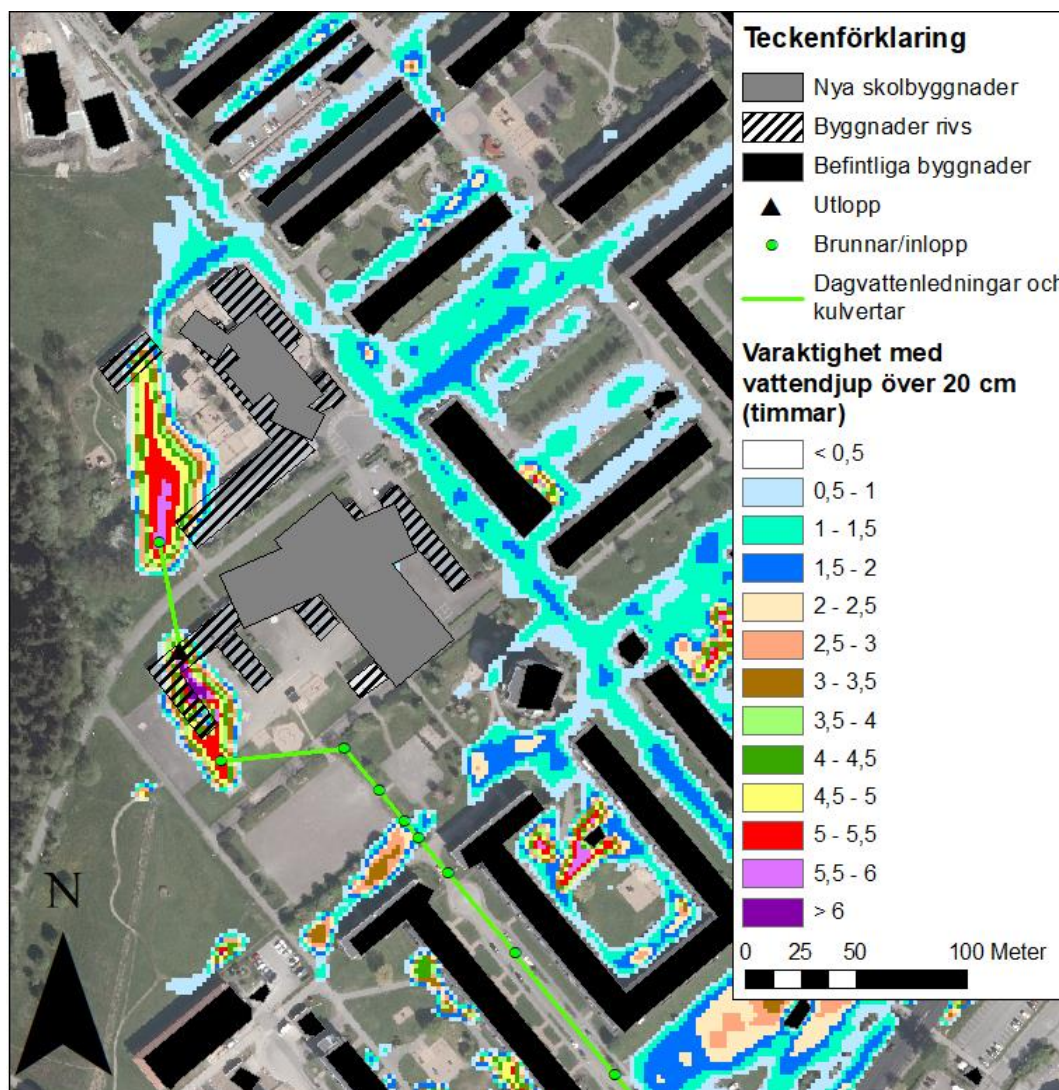 Teckenförklaring
Nya skolbyggnader
Byggnader rivs
Befintliga byggnader
Utlopp
Brunnar/inlopp
Dagvattenledningar och
kulvertar
Varaktighet med
vattendjup över 20 cm
(timmar)
< 0,5
0,5 - 1
1 - 1,5
1,5 - 2
2 - 2,5
2,5 - 3
3 - 3,5
3,5 - 4
4 - 4,5
4,5 - 5
5 - 5,5
5,5 - 6
> 6
0 25 50 100 Meter
N